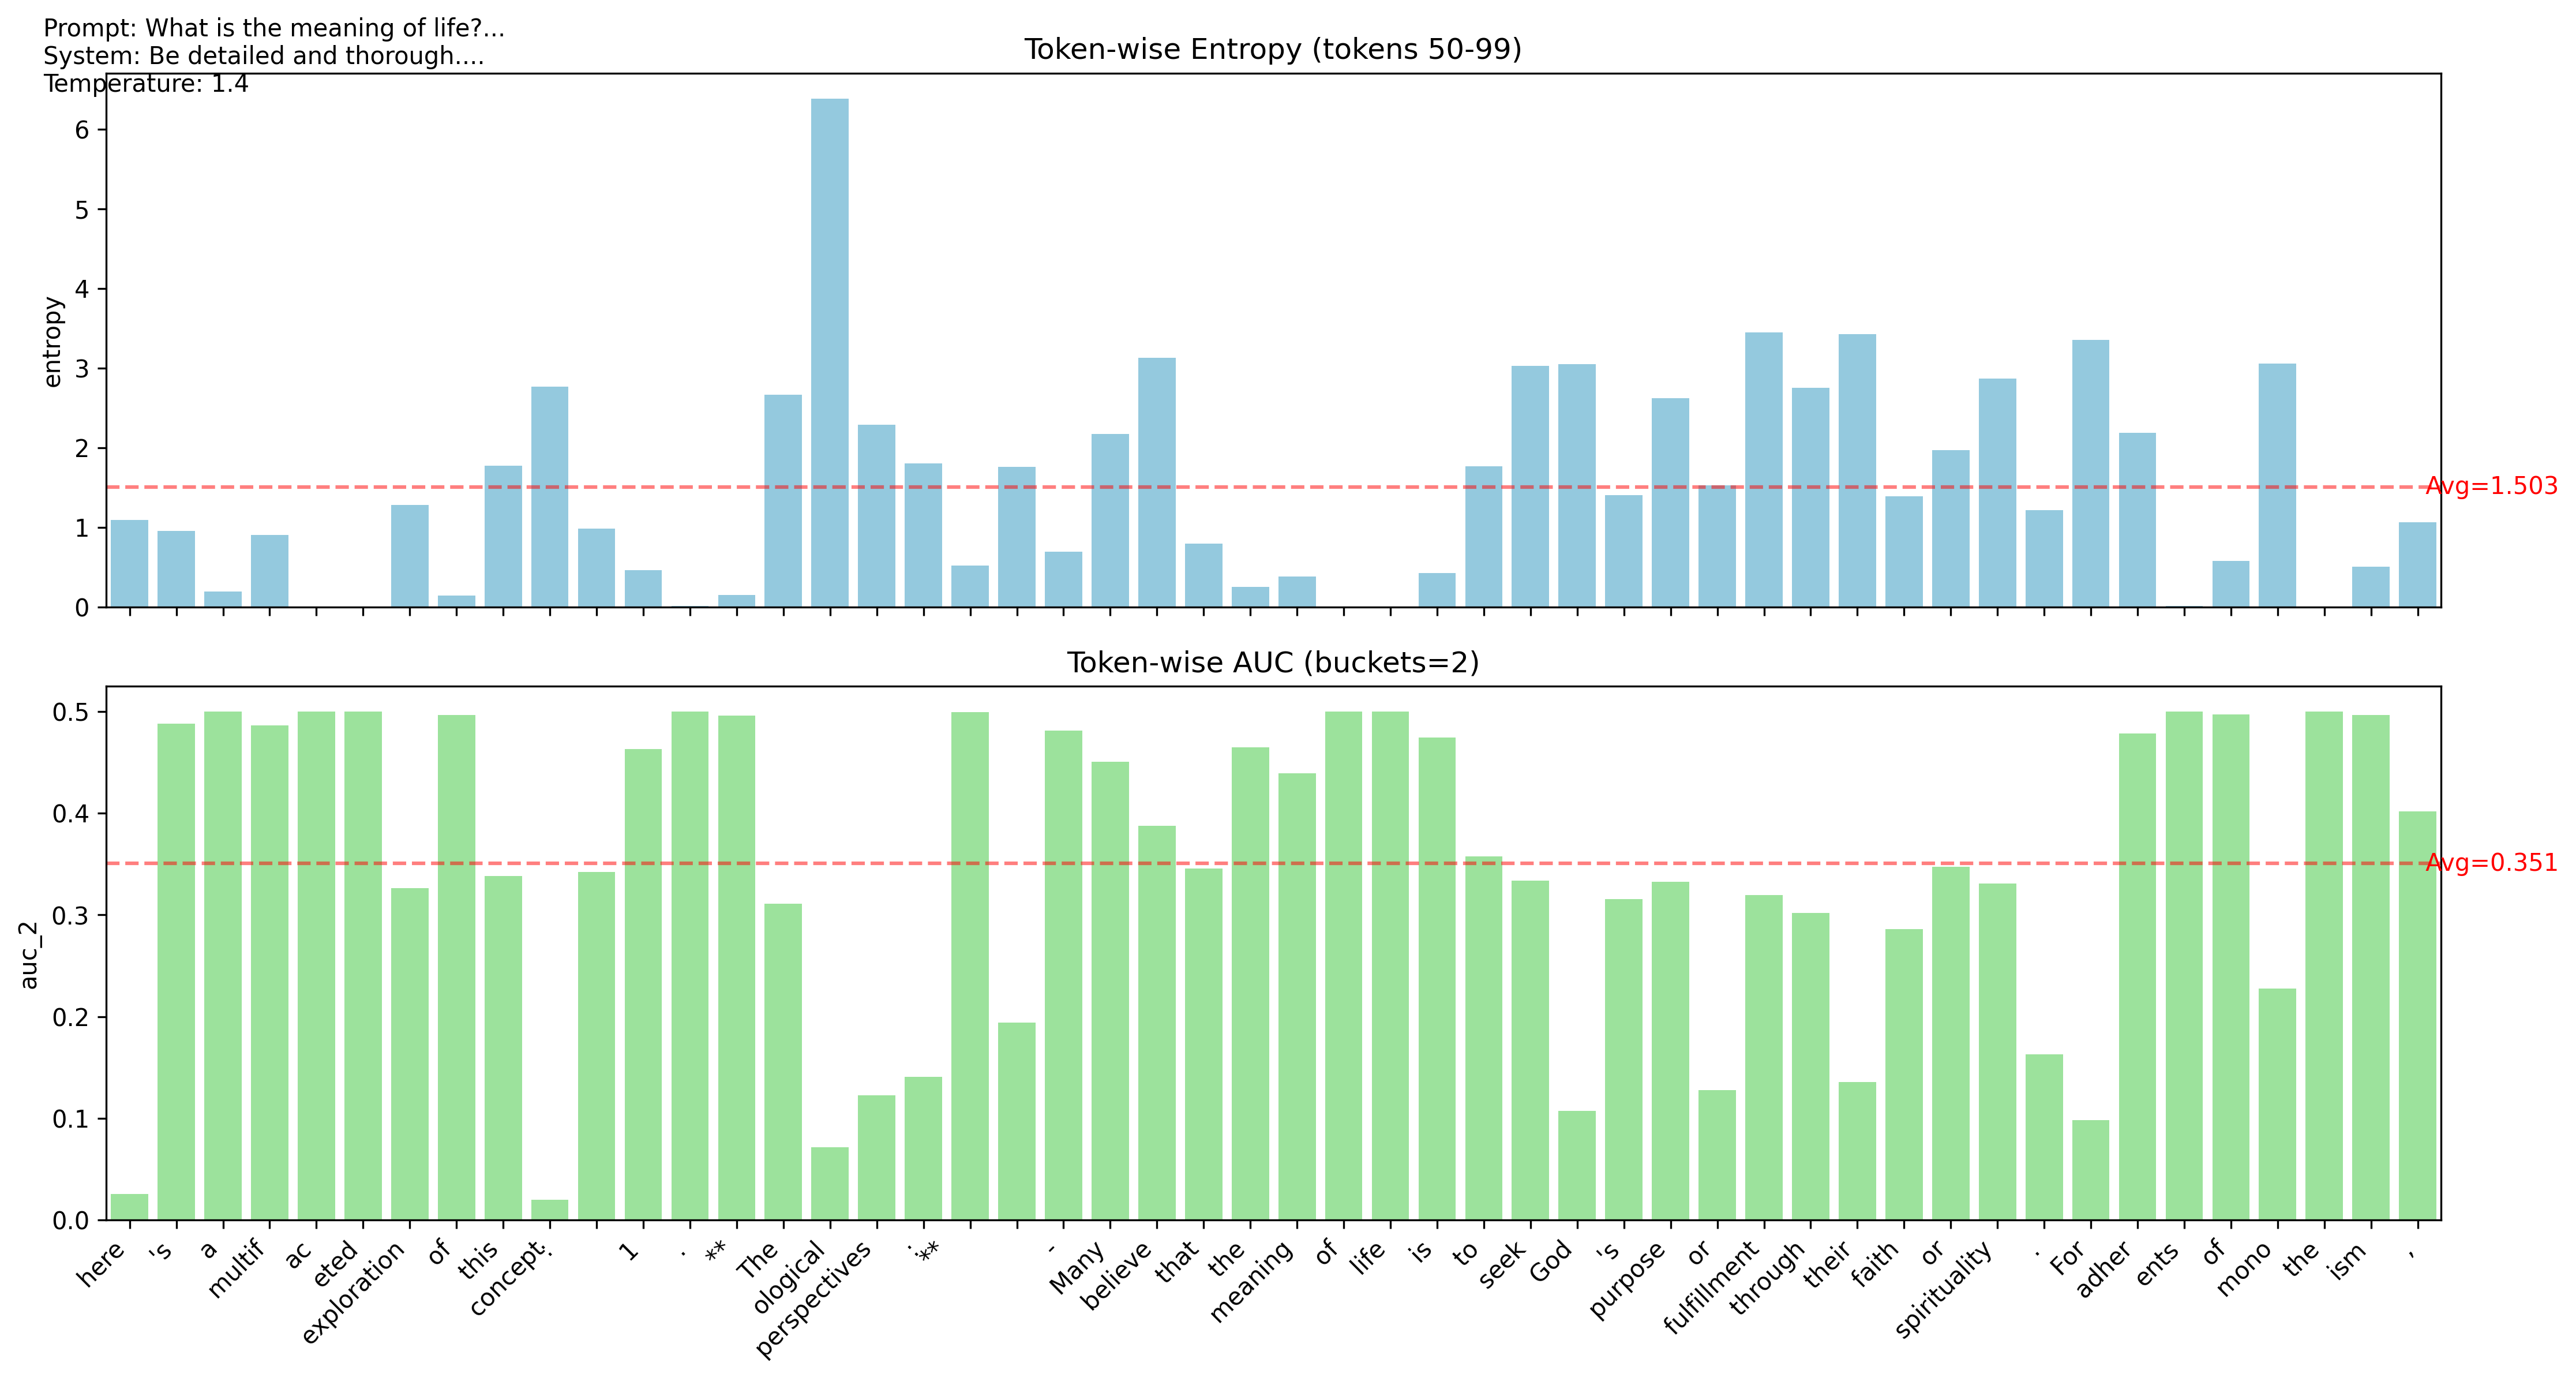 Prompt: What is the meaning of life?...
System: Be detailed and thorough....
Temperature: 1.4
Token-wise Entropy (tokens 50-99)
entropy
6
5
4
3
2
1
0
Avg=1.503
Token-wise AUC (buckets=2)
auc_2
0.5
0.4
0.3
0.2
0.1
0.0
Avg=0.351
here
's
a
multif
ac
eted
exploration
of
this
concept
:
1
.
**
The
ological
perspectives
:
**
-
Many
believe
that
the
meaning
of
life
is
to
seek
God
's
purpose
or
fulfillment
through
their
faith
or
spirituality
.
For
adher
ents
of
mono
the
ism
,